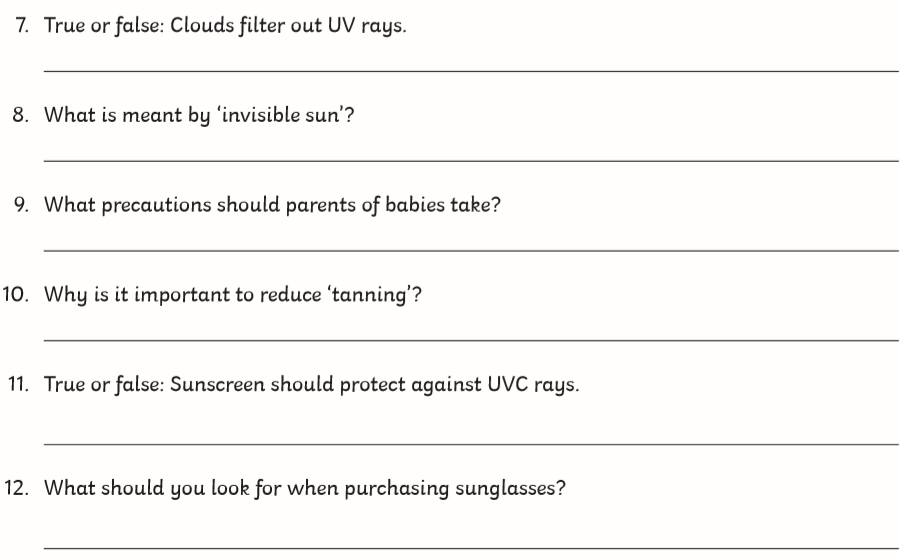 7. True or false: Clouds filter out UV rays.
8. What is meant by ‘invisible sun’?
9. What precautions should parents of babies take?
10. Why is it important to reduce ‘tanning’?
11. True or false: Sunscreen should protect against UVC rays.
12. What should you look for when purchasing sunglasses?